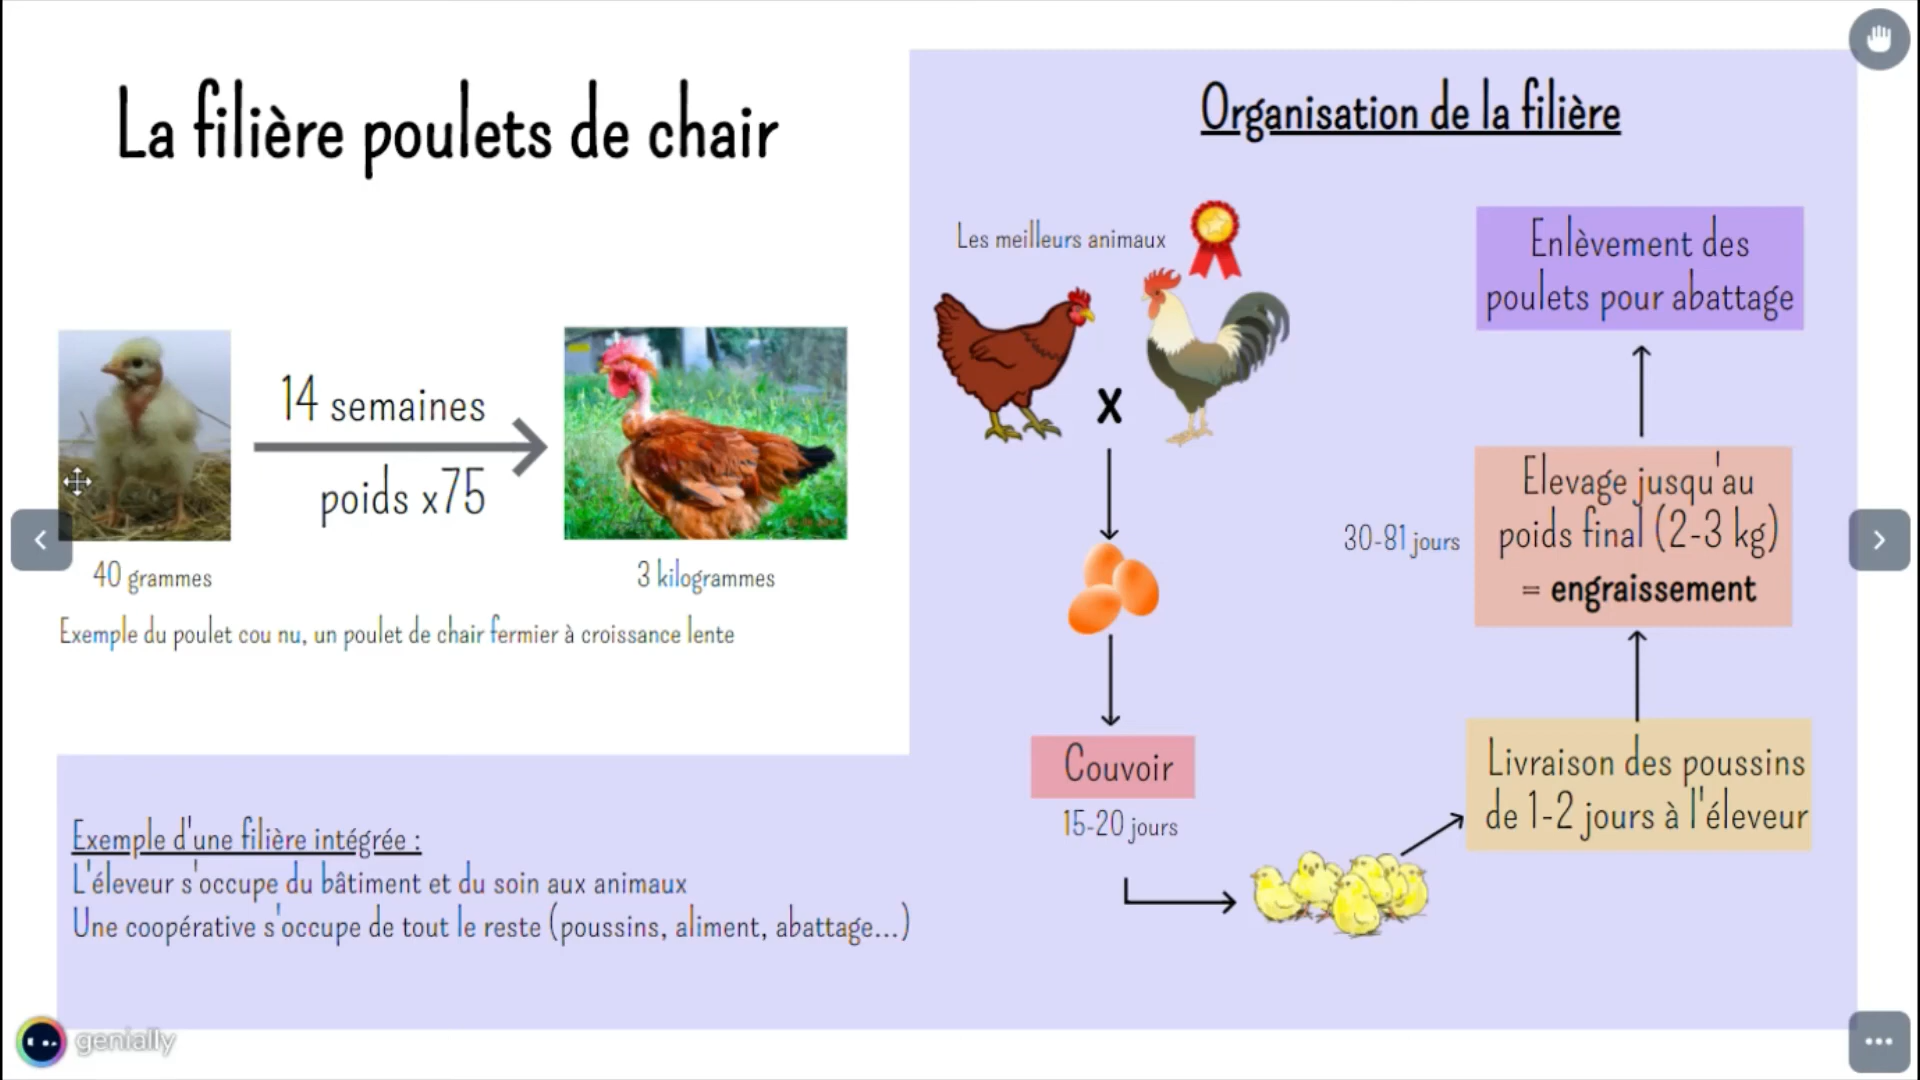 La filière poulets de chair
14 semaines
poids x75
40 grammes
3 kilogrammes
Exemple du poulet cou nu, un poulet de chair fermier à croissance lente
Exemple d'une filière intégrée :
L'éleveur s'occupe du bâtiment et du soin aux animaux
Une coopérative s'occupe de tout le reste (poussins, aliment, abattage...)
Organisation de la filière
Les meilleurs animaux
X
Couvoir
15-20 jours
Livraison des poussins
de 1-2 jours à l'éleveur
30-81 jours
Elevage jusqu'au
poids final (2-3 kg)
= engraissement
Enlèvement des
poulets pour abattage
genially